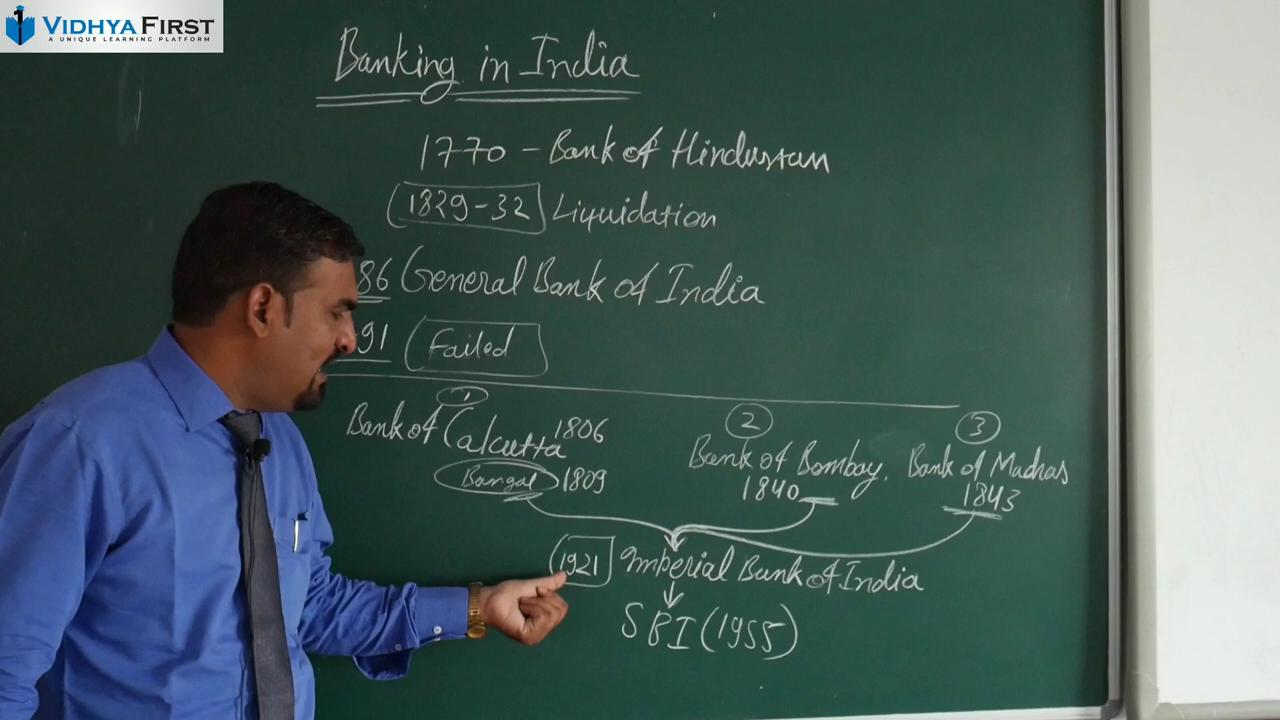 VIDHYA FIRST
A UNIQUE LEARNING PLATFORM
Banking in India
1770 - Bank of Hindustan
1829-32 Liquidation
86 General Bank of India
91 Failed
1 2 3
Bank of Calcutta 1806
Bangal 1809
Bank of Bombay,
1840
Bank of Madras
1843
1921 Imperial Bank of India
SBI (1955)